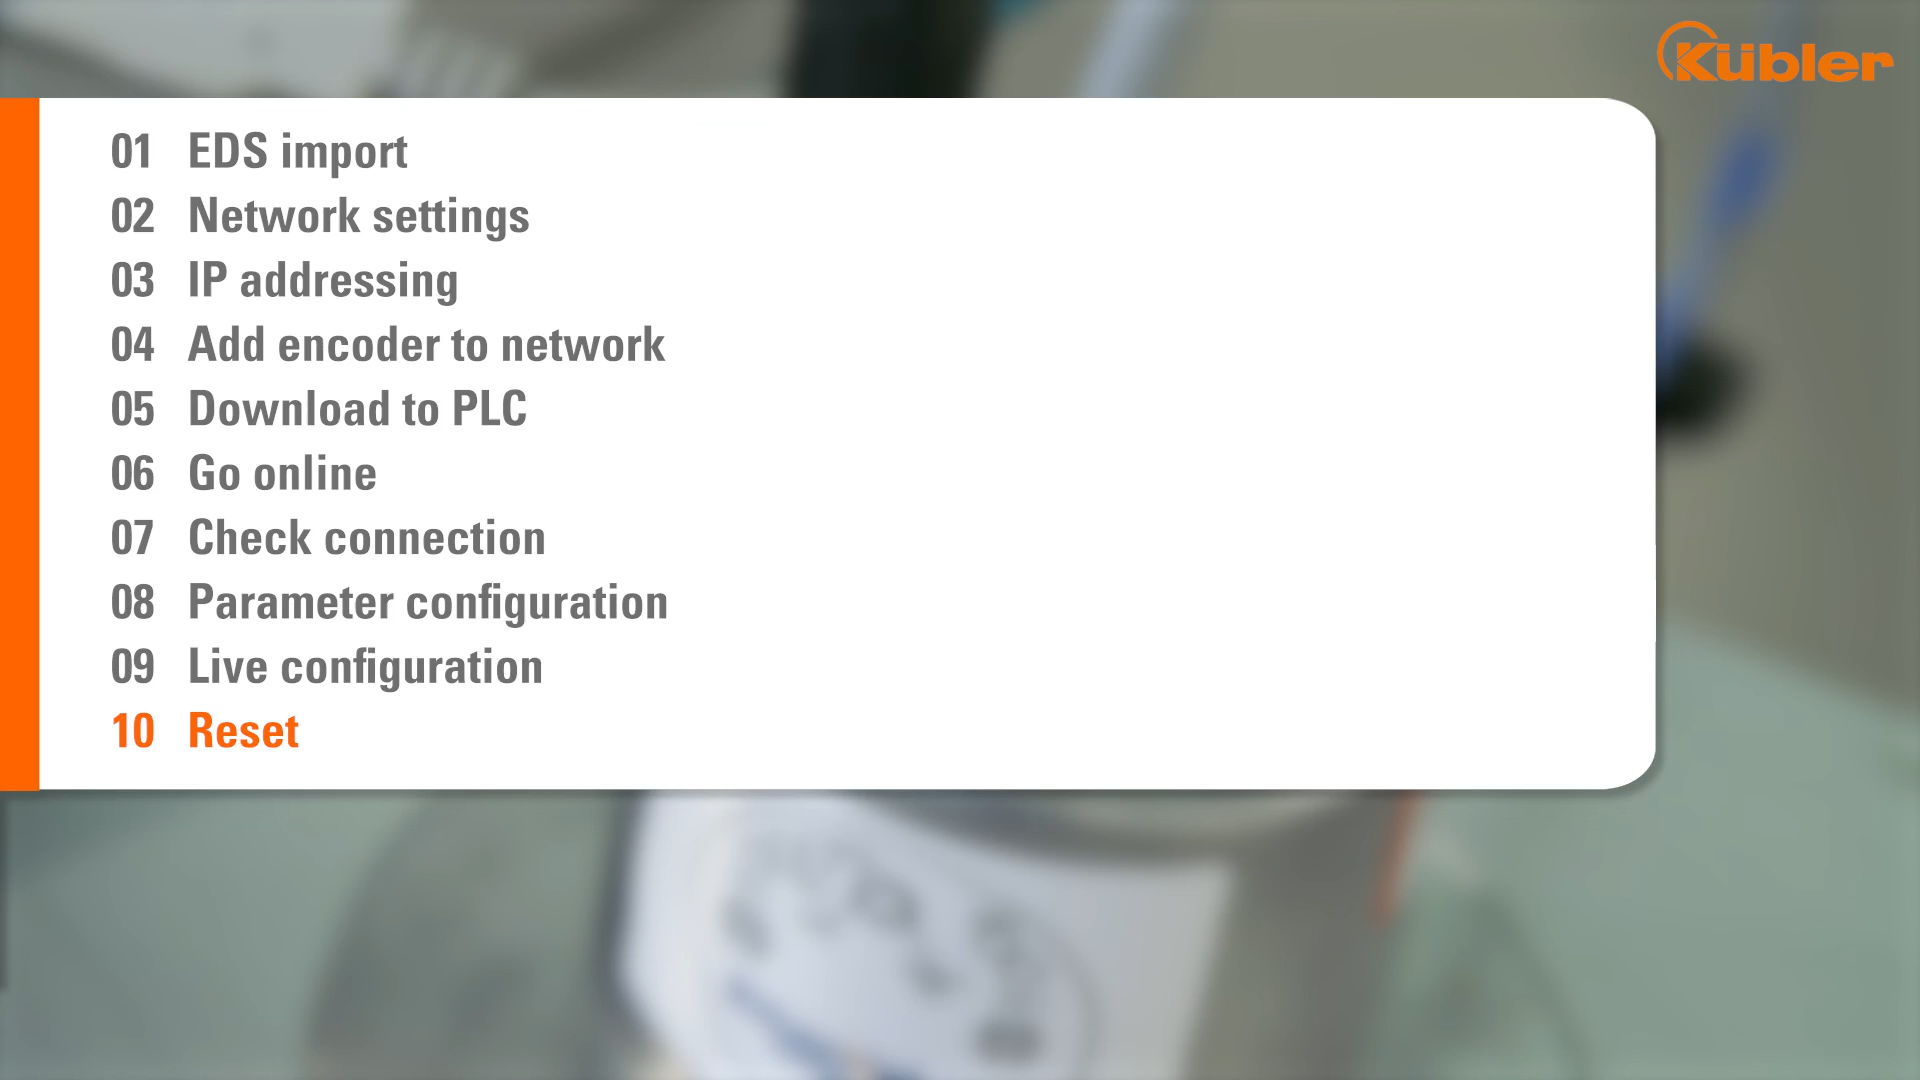 Kübler
01 EDS import
02 Network settings
03 IP addressing
04 Add encoder to network
05 Download to PLC
06 Go online
07 Check connection
08 Parameter configuration
09 Live configuration
10 Reset